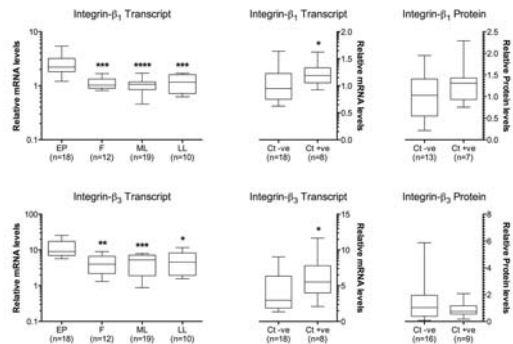 Integrin-β₁ Transcript
Relative mRNA levels
10
1
0.1
*** **** ***
EP F ML LL
(n=18) (n=12) (n=19) (n=10)
Integrin-β₁ Transcript
2.0
1.5
1.0
0.5
0.0
Relative mRNA levels
*
Ct -ve Ct +ve
(n=18) (n=8)
Integrin-β₁ Protein
2.5
2.0
1.5
1.0
0.5
0.0
Relative Protein levels
Ct -ve Ct +ve
(n=13) (n=7)
Integrin-β₃ Transcript
Relative mRNA levels
100
10
1
0.1
** *** *
EP F ML LL
(n=18) (n=12) (n=19) (n=10)
Integrin-β₃ Transcript
15
10
5
0
Relative mRNA levels
*
Ct -ve Ct +ve
(n=18) (n=8)
Integrin-β₃ Protein
8
6
4
2
0
Relative Protein levels
Ct -ve Ct +ve
(n=16) (n=9)